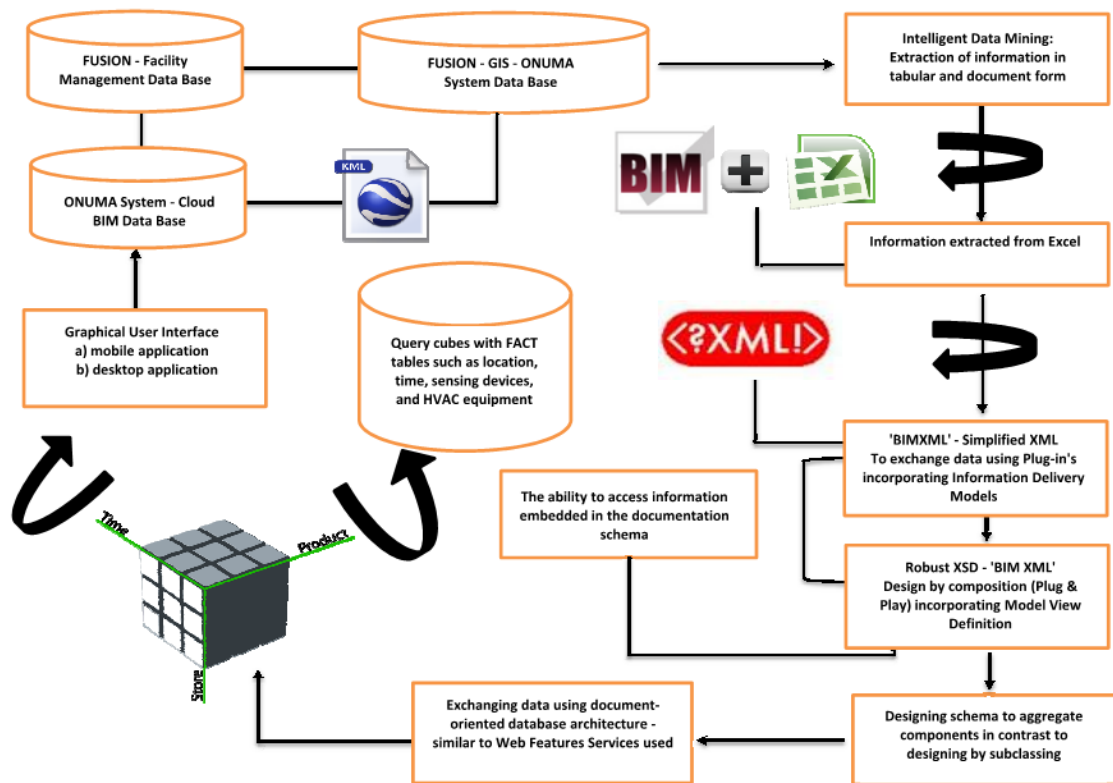 FUSION - Facility
Management Data Base
FUSION - GIS - ONUMA
System Data Base
Intelligent Data Mining:
Extraction of information in
tabular and document form
BIM
KML
ONUMA System - Cloud
BIM Data Base
Information extracted from Excel
Graphical User Interface
a) mobile application
b) desktop application
Query cubes with FACT
tables such as location,
time, sensing devices,
and HVAC equipment
<?XML!>
'BIMXML' - Simplified XML
To exchange data using Plug-in's
incorporating Information Delivery
Models
The ability to access information
embedded in the documentation
schema
Time
Product
Store
Robust XSD - 'BIM XML'
Design by composition (Plug &
Play) incorporating Model View
Definition
Exchanging data using document-
oriented database architecture -
similar to Web Features Services used
Designing schema to aggregate
components in contrast to
designing by subclassing